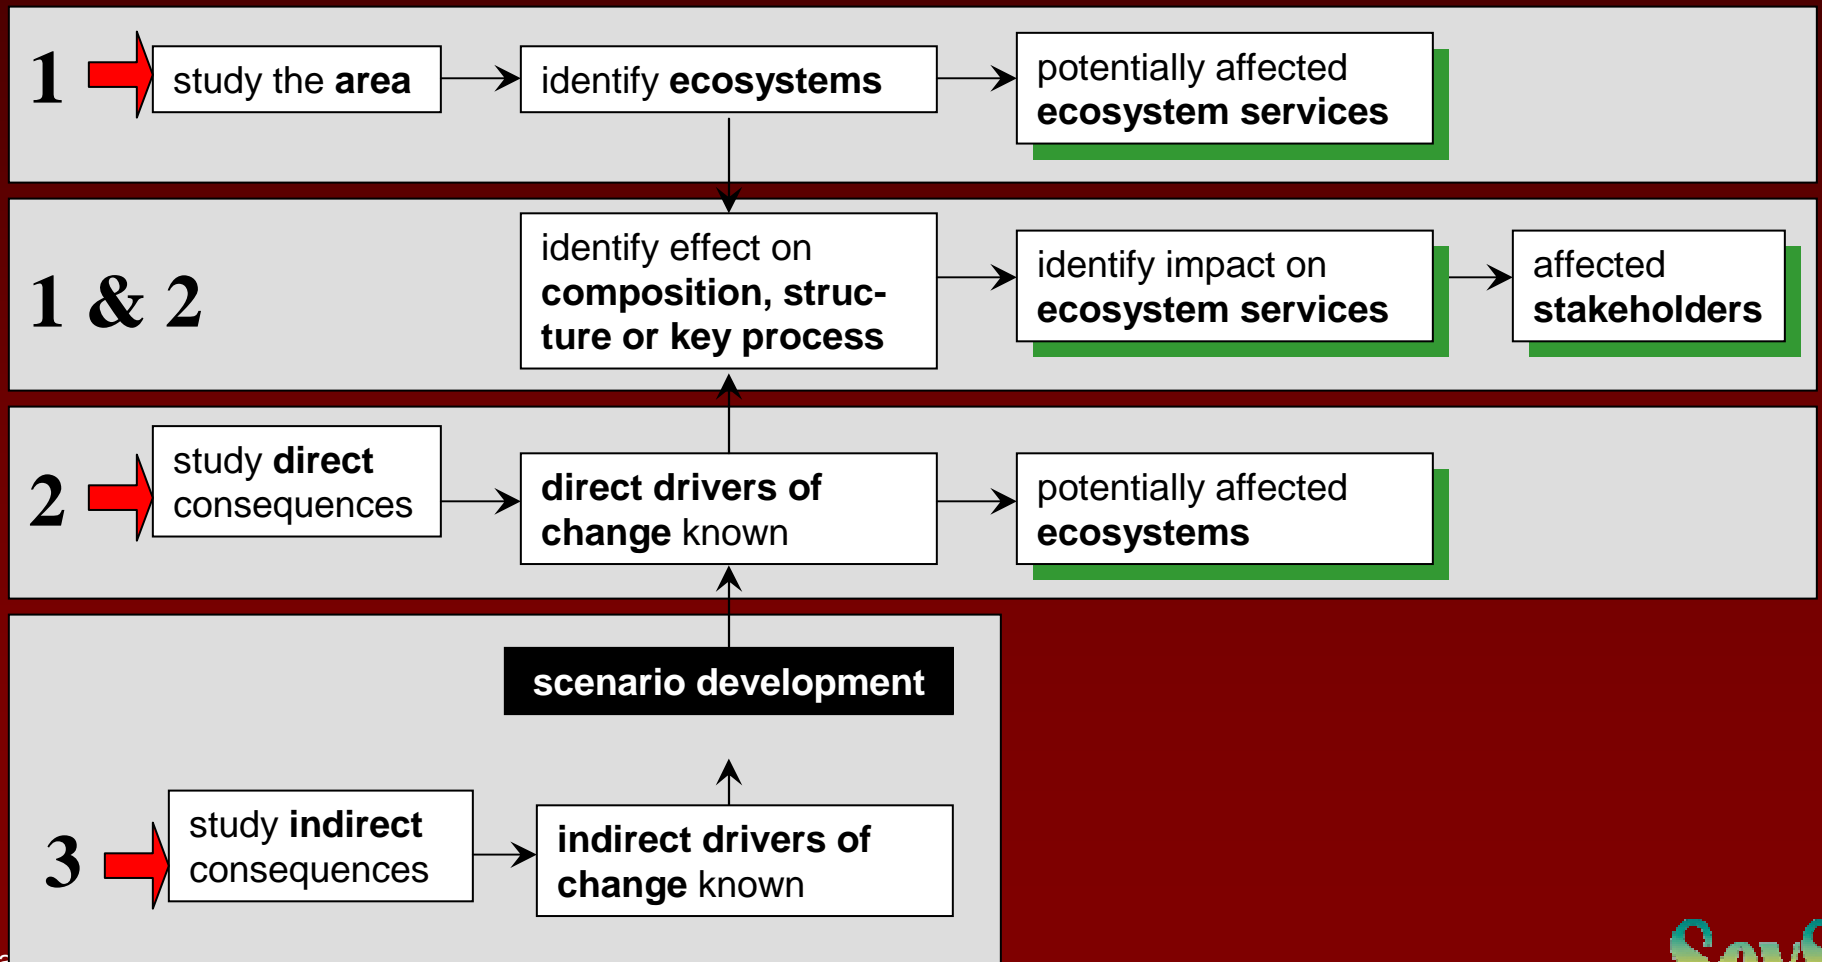 1
study the area
identify ecosystems
potentially affected
ecosystem services
1 & 2
identify effect on
composition, struc-
ture or key process
identify impact on
ecosystem services
affected
stakeholders
2
study direct
consequences
direct drivers of
change known
potentially affected
ecosystems
scenario development
3
study indirect
consequences
indirect drivers of
change known